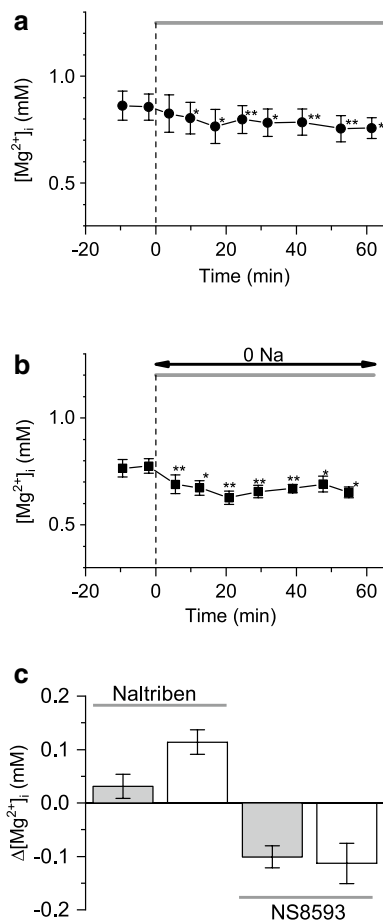 a
1.0
0.5
[Mg²⁺]ᵢ (mM)
* * ** * ** ** *
-20 0 20 40 60
Time (min)
b
0 Na
1.0
0.5
[Mg²⁺]ᵢ (mM)
** * ** ** ** * *
-20 0 20 40 60
Time (min)
c
Naltriben
0.2
0.1
0.0
-0.1
-0.2
Δ[Mg²⁺]ᵢ (mM)
NS8593